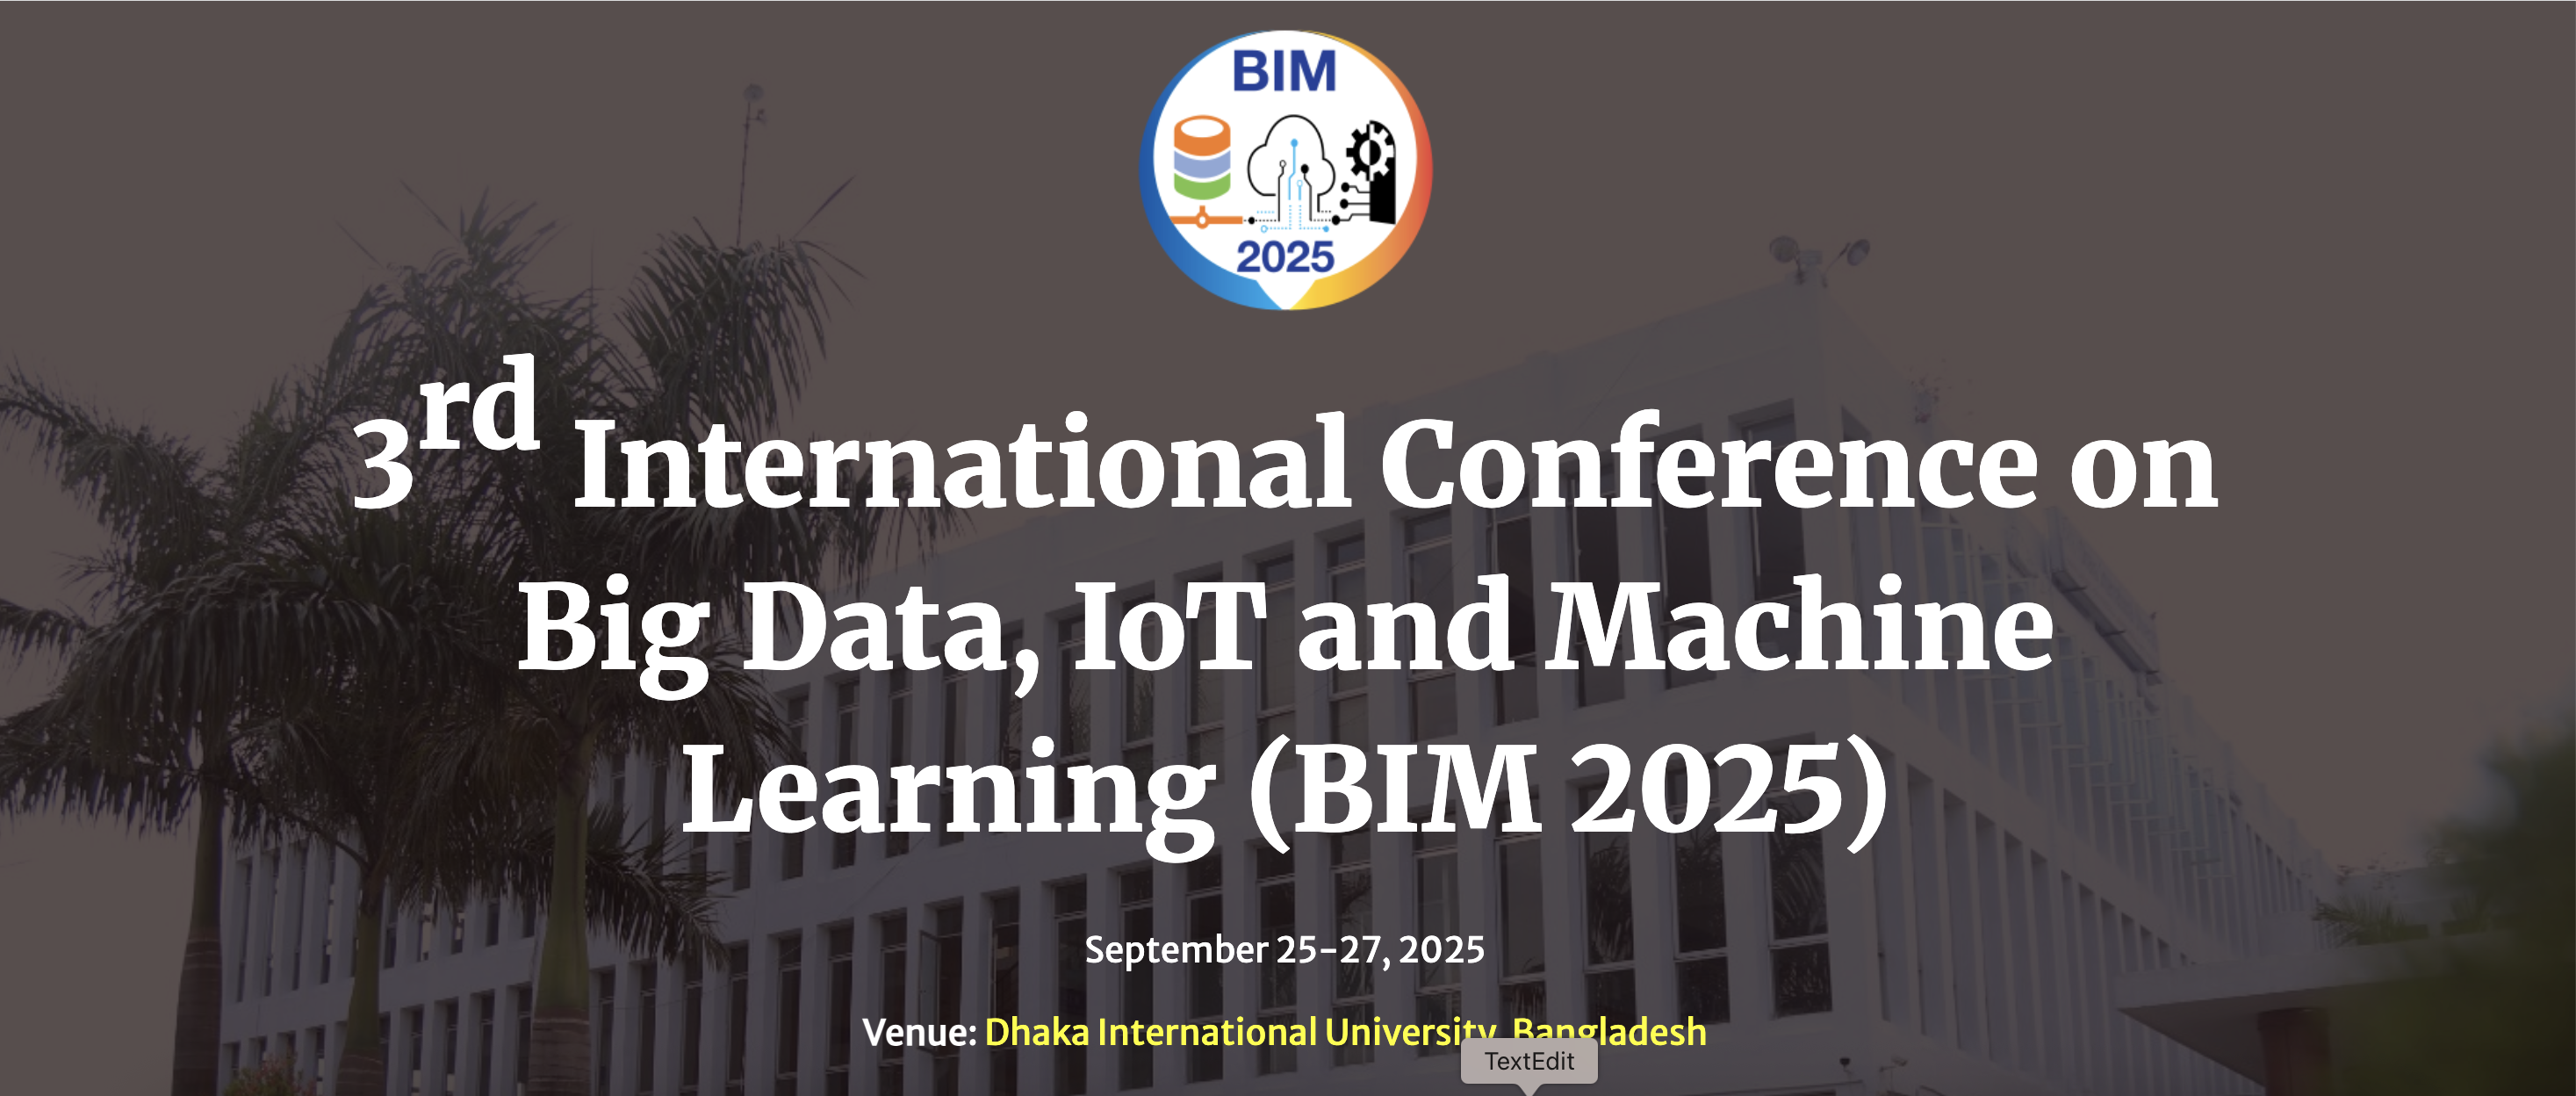 BIM
2025
3rd International Conference on
Big Data, IoT and Machine
Learning (BIM 2025)
September 25-27, 2025
Venue: Dhaka International University, Bangladesh
TextEdit